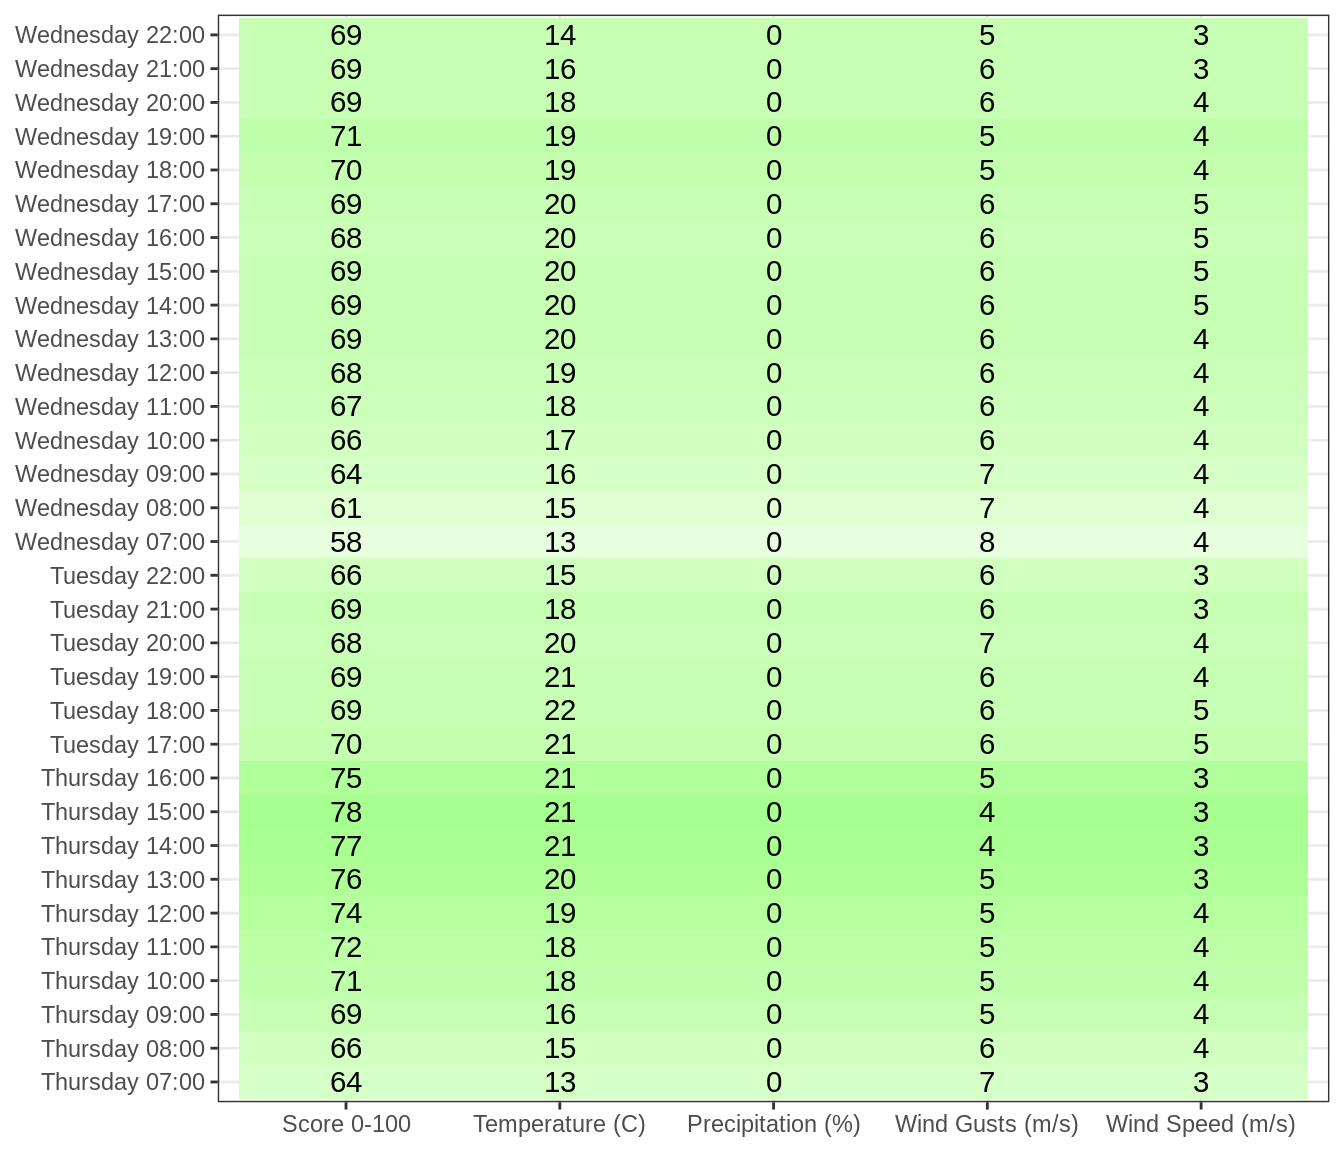 Wednesday 22:00 69 14 0 5 3
Wednesday 21:00 69 16 0 6 3
Wednesday 20:00 69 18 0 6 4
Wednesday 19:00 71 19 0 5 4
Wednesday 18:00 70 19 0 5 4
Wednesday 17:00 69 20 0 6 5
Wednesday 16:00 68 20 0 6 5
Wednesday 15:00 69 20 0 6 5
Wednesday 14:00 69 20 0 6 5
Wednesday 13:00 69 20 0 6 4
Wednesday 12:00 68 19 0 6 4
Wednesday 11:00 67 18 0 6 4
Wednesday 10:00 66 17 0 6 4
Wednesday 09:00 64 16 0 7 4
Wednesday 08:00 61 15 0 7 4
Wednesday 07:00 58 13 0 8 4
Tuesday 22:00 66 15 0 6 3
Tuesday 21:00 69 18 0 6 3
Tuesday 20:00 68 20 0 7 4
Tuesday 19:00 69 21 0 6 4
Tuesday 18:00 69 22 0 6 5
Tuesday 17:00 70 21 0 6 5
Thursday 16:00 75 21 0 5 3
Thursday 15:00 78 21 0 4 3
Thursday 14:00 77 21 0 4 3
Thursday 13:00 76 20 0 5 3
Thursday 12:00 74 19 0 5 4
Thursday 11:00 72 18 0 5 4
Thursday 10:00 71 18 0 5 4
Thursday 09:00 69 16 0 5 4
Thursday 08:00 66 15 0 6 4
Thursday 07:00 64 13 0 7 3
Score 0-100 Temperature (C) Precipitation (%) Wind Gusts (m/s) Wind Speed (m/s)